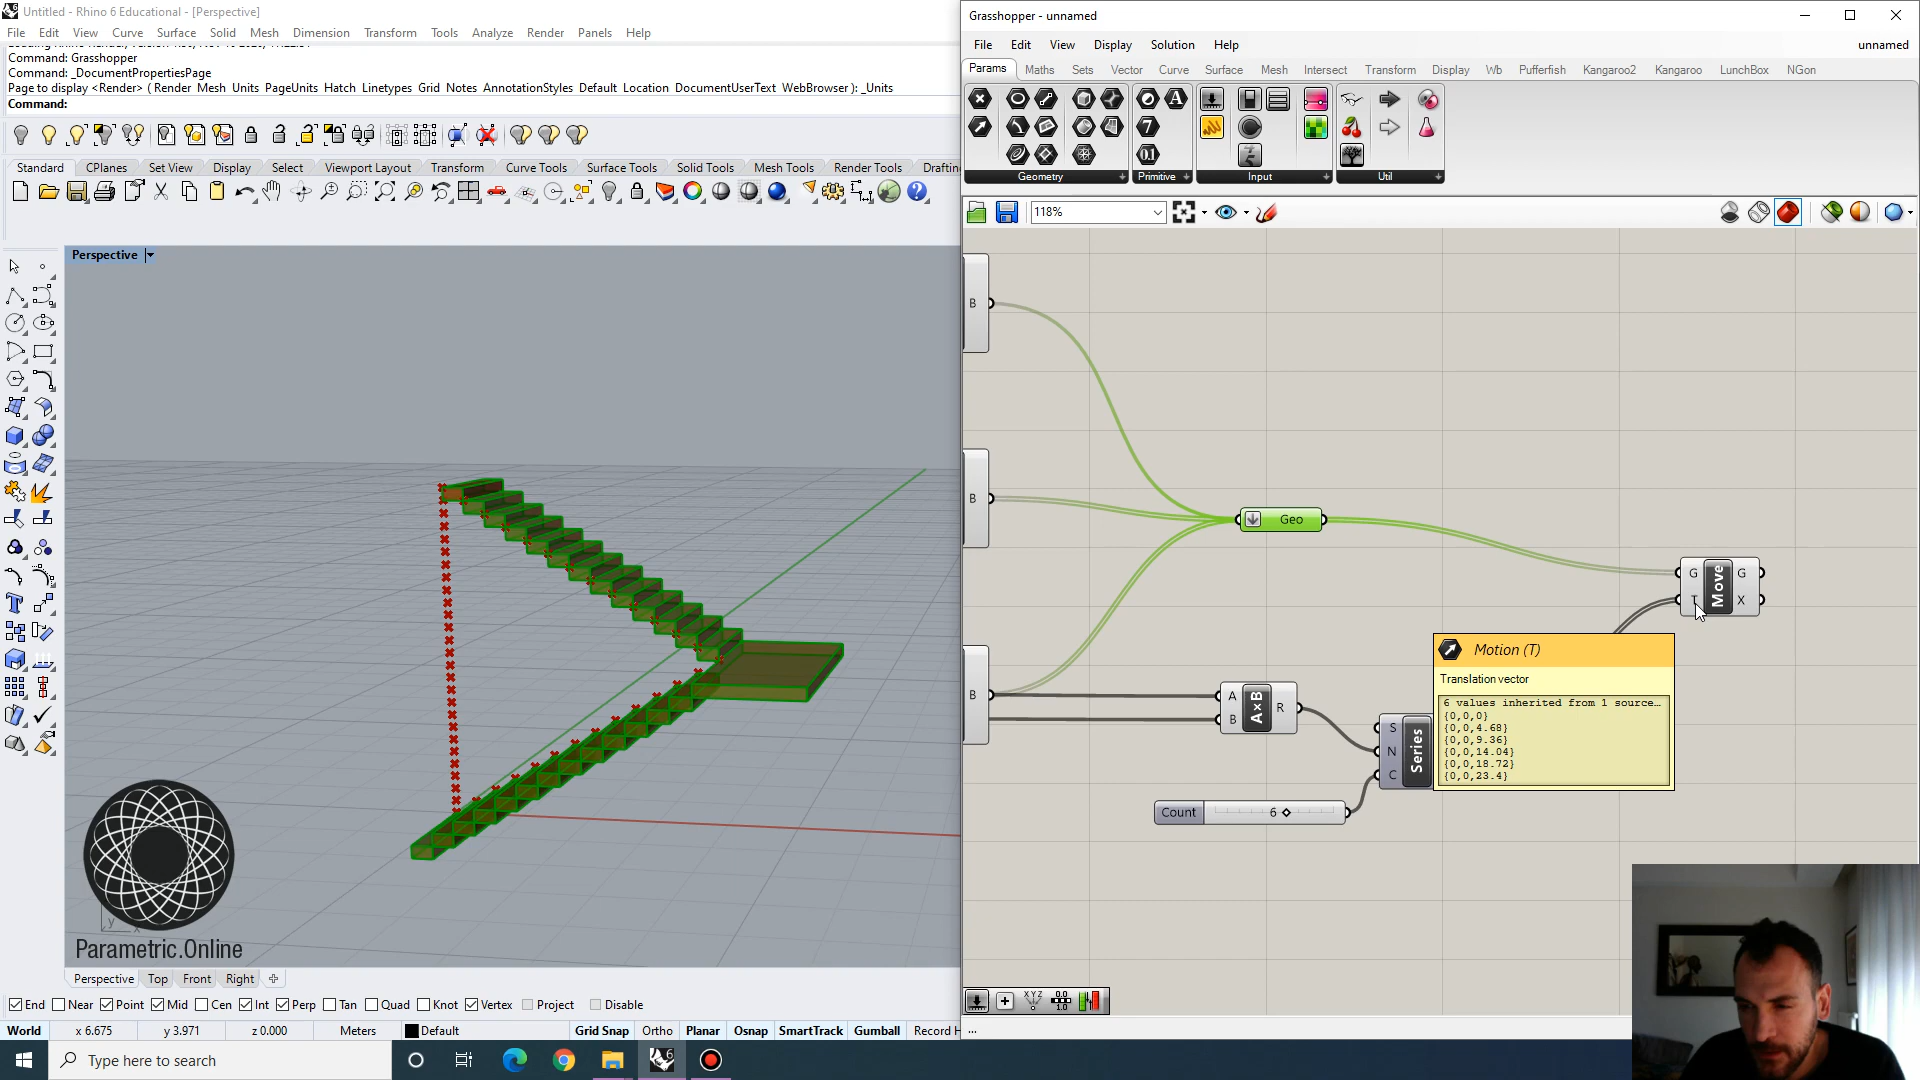 Untitled - Rhino 6 Educational - [Perspective]
File Edit View Curve Surface Solid Mesh Dimension Transform Tools Analyze Render Panels Help
Command: Grasshopper
Command: _DocumentPropertiesPage
Page to display <Render> ( Render Mesh Units PageUnits Hatch Linetypes Grid Notes AnnotationStyles Default Location DocumentUserText WebBrowser ): _Units
Command:
Standard CPlanes Set View Display Select Viewport Layout Transform Curve Tools Surface Tools Solid Tools Mesh Tools Render Tools Draftin
Perspective
Parametric.Online
Perspective Top Front Right
End Near Point Mid Cen Int Perp Tan Quad Knot Vertex Project Disable
World x 6.675 y 3.971 z 0.000 Meters Default Grid Snap Ortho Planar Osnap SmartTrack Gumball Record H
Type here to search
Grasshopper - unnamed
File Edit View Display Solution Help unnamed
Params Maths Sets Vector Curve Surface Mesh Intersect Transform Display Wb Pufferfish Kangaroo2 Kangaroo LunchBox NGon
Geometry Primitive Input Util
118%
B
B
B
Geo
G Move G
T X
A A×B R
B
S Series
N
C
Count 6
Motion (T)
Translation vector
6 values inherited from 1 source...
{0,0,0}
{0,0,4.68}
{0,0,9.36}
{0,0,14.04}
{0,0,18.72}
{0,0,23.4}
...